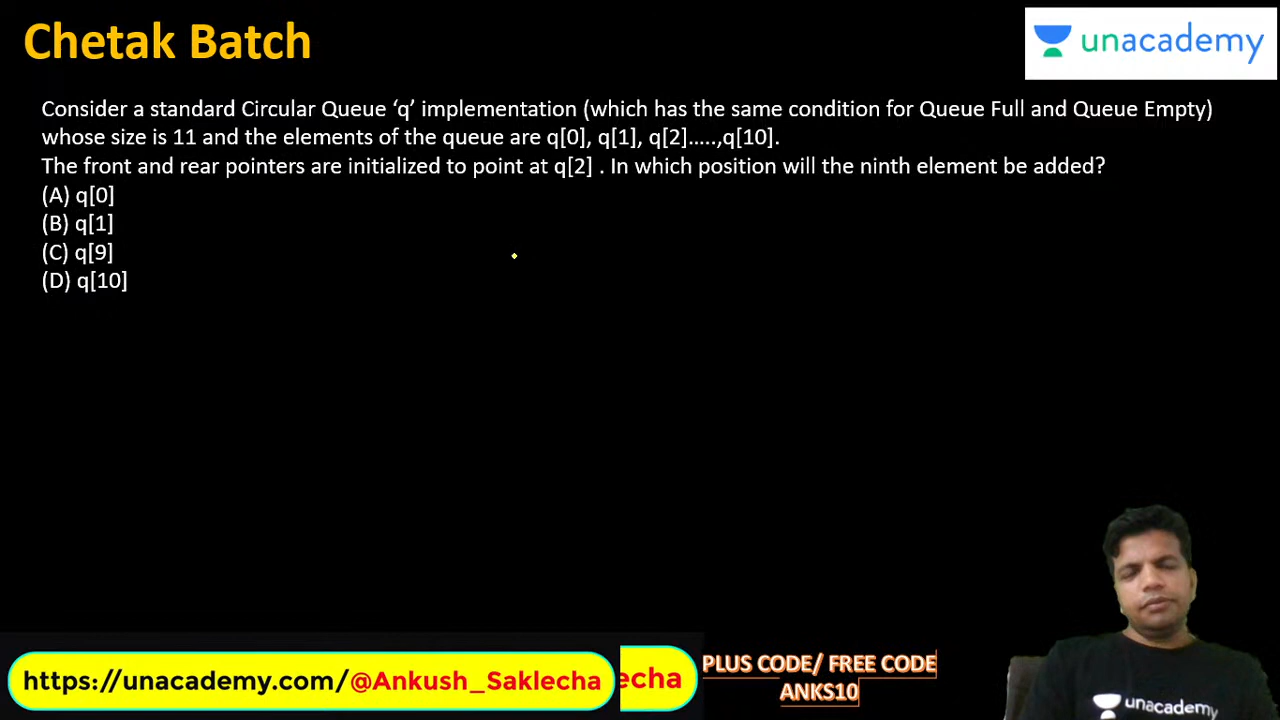 Chetak Batch
unacademy
Consider a standard Circular Queue ‘q’ implementation (which has the same condition for Queue Full and Queue Empty)
whose size is 11 and the elements of the queue are q[0], q[1], q[2]…..,q[10].
The front and rear pointers are initialized to point at q[2] . In which position will the ninth element be added?
(A) q[0]
(B) q[1]
(C) q[9]
(D) q[10]
https://unacademy.com/@Ankush_Saklecha
echa
PLUS CODE/ FREE CODE
ANKS10
unacademy